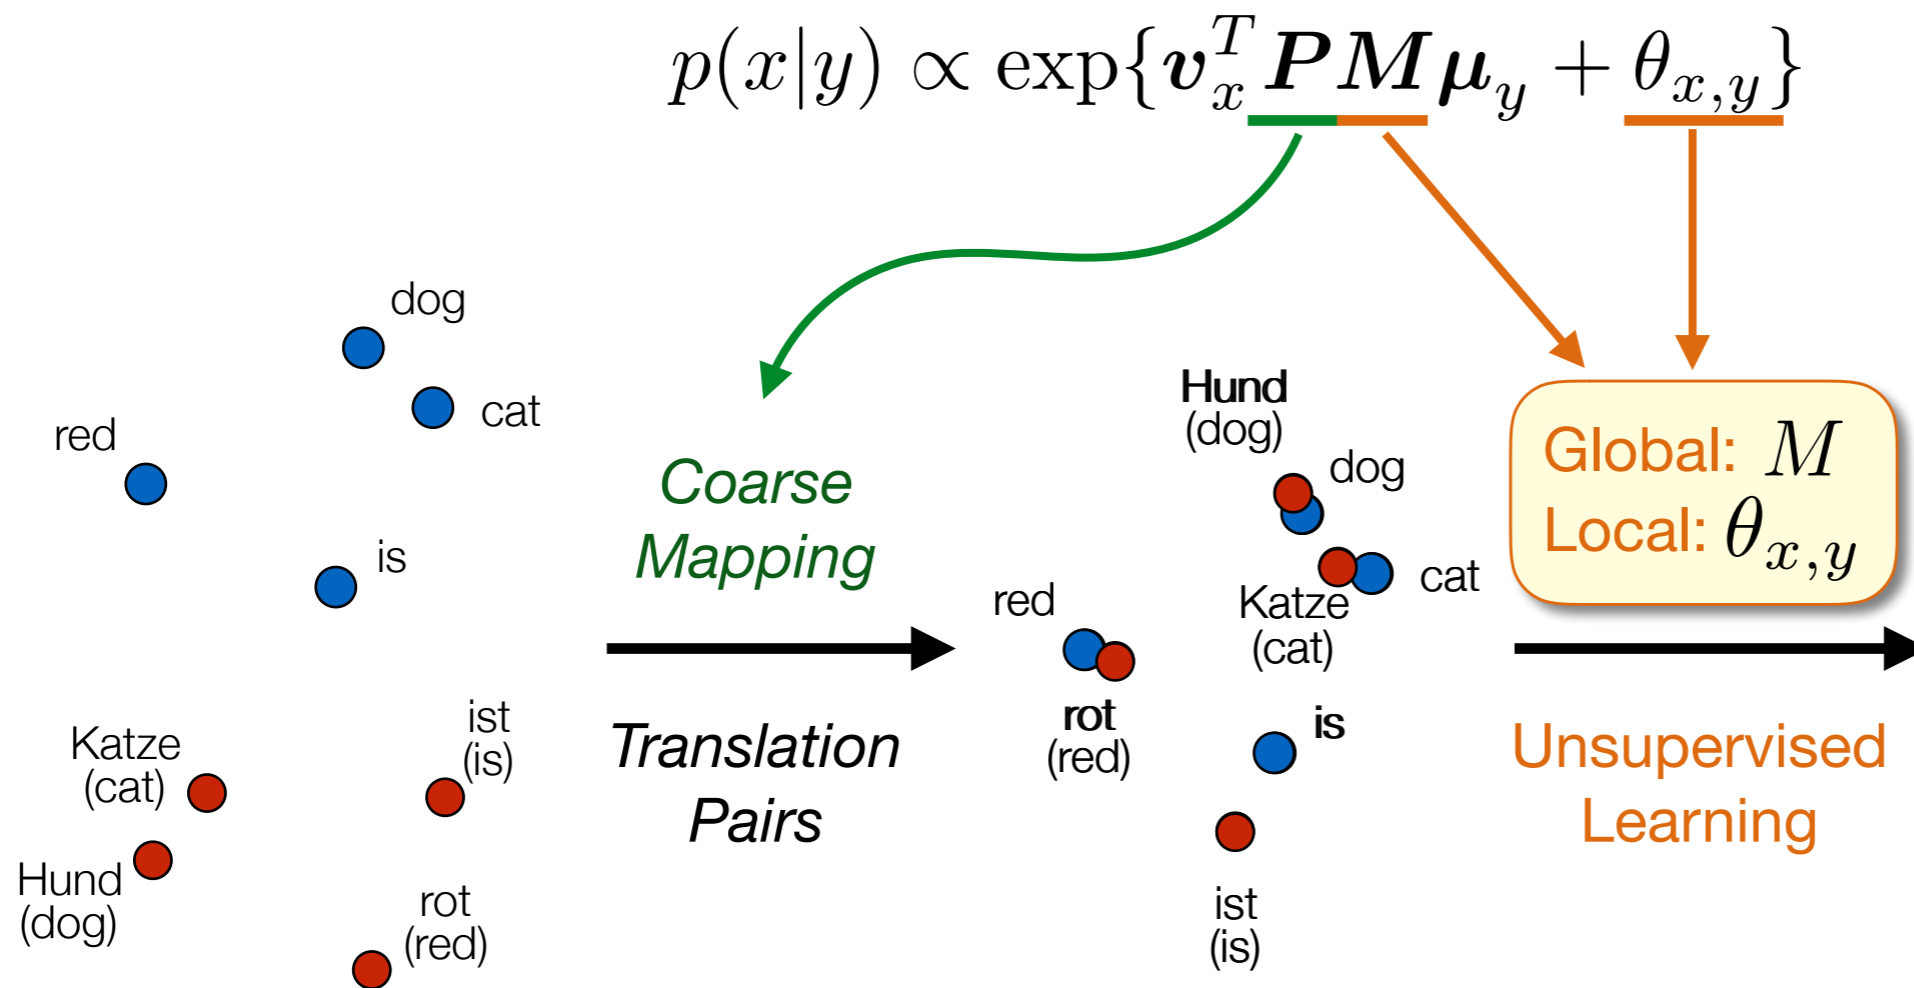 p(x|y) ∝ exp{v_x^T P M μ_y + θ_{x,y}}
dog
cat
red
is
Katze
(cat)
Hund
(dog)
ist
(is)
rot
(red)
Coarse
Mapping
Translation
Pairs
Hund
(dog)
dog
cat
Katze
(cat)
red
rot
(red)
is
ist
(is)
Global: M
Local: θ_{x,y}
Unsupervised
Learning